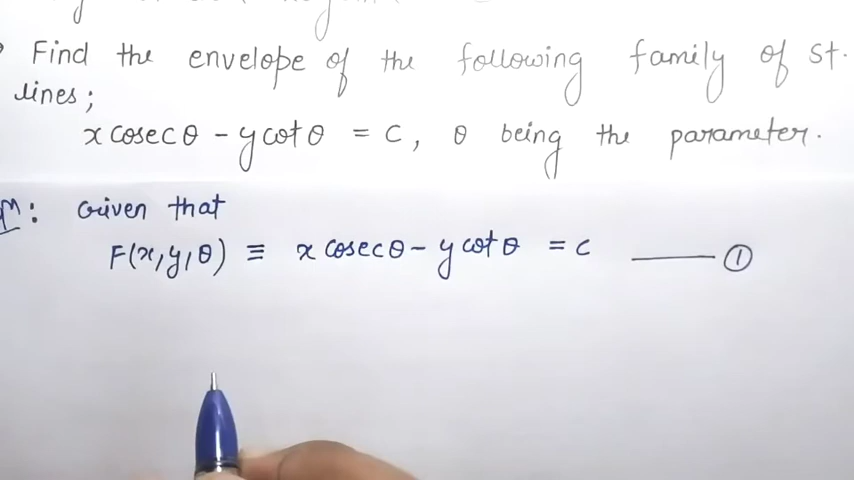 Find the envelope of the following family of st.
lines;
x cosec θ - y cot θ = c, θ being the parameter.
Given that
F(x, y, θ) ≡ x cosec θ - y cot θ = c ——— ①